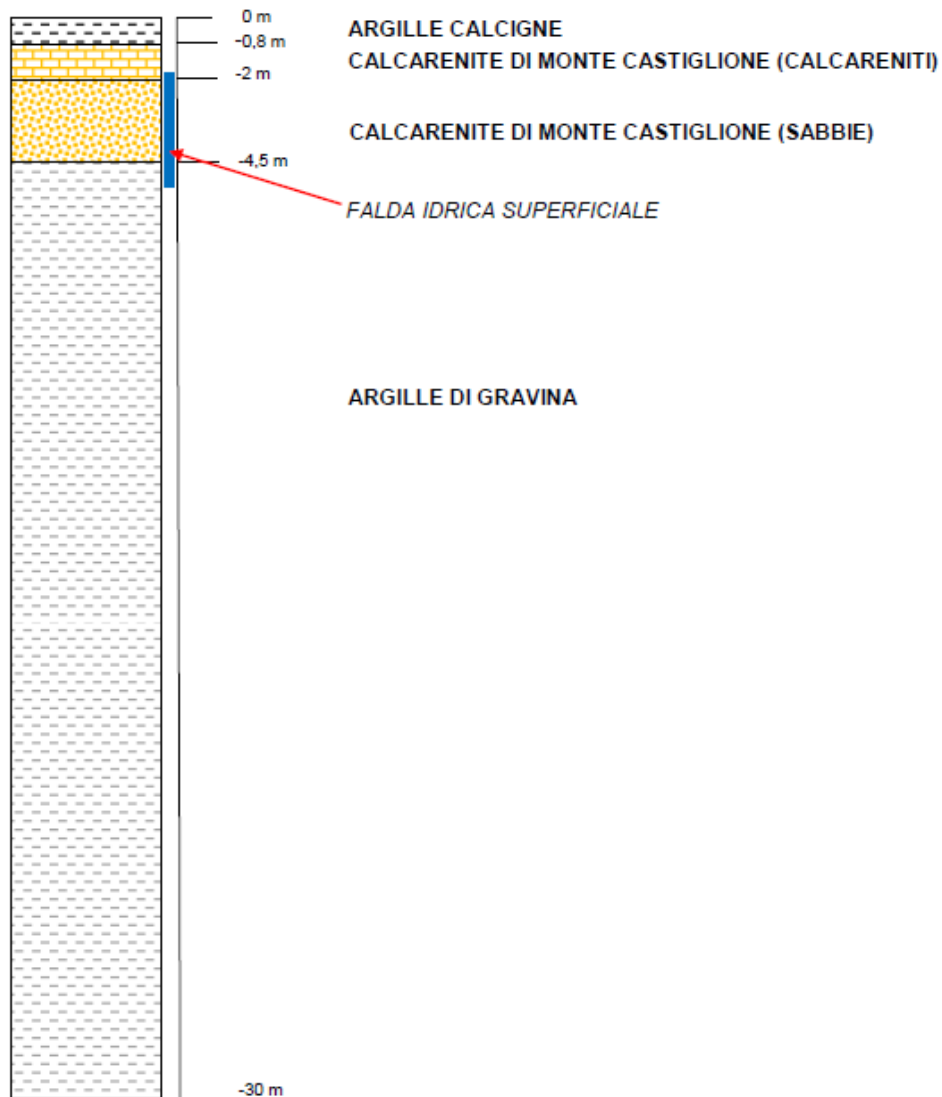 0 m
ARGILLE CALCIGNE
-0,8 m
CALCARENITE DI MONTE CASTIGLIONE (CALCARENITI)
-2 m
CALCARENITE DI MONTE CASTIGLIONE (SABBIE)
-4,5 m
FALDA IDRICA SUPERFICIALE
ARGILLE DI GRAVINA
-30 m